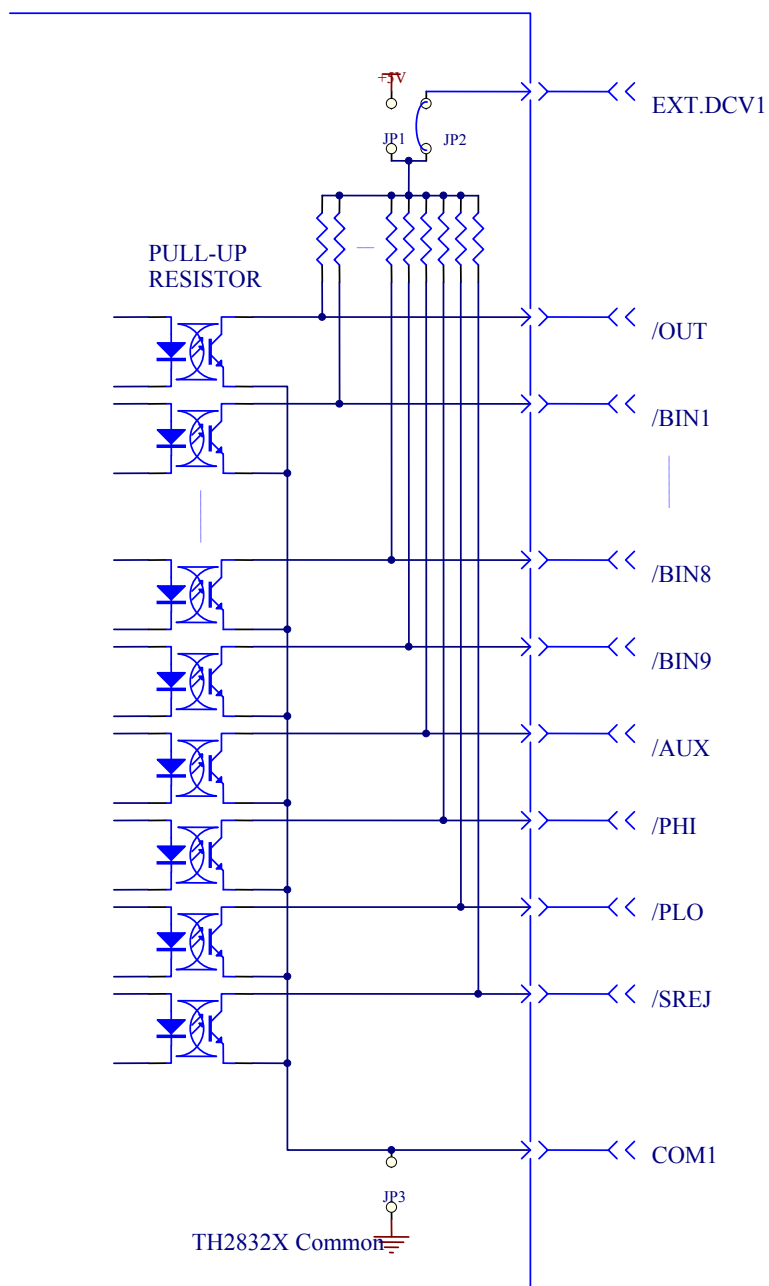 +5V
EXT.DCV1
JP1
JP2
PULL-UP
RESISTOR
/OUT
/BIN1
/BIN8
/BIN9
/AUX
/PHI
/PLO
/SREJ
COM1
JP3
TH2832X Common